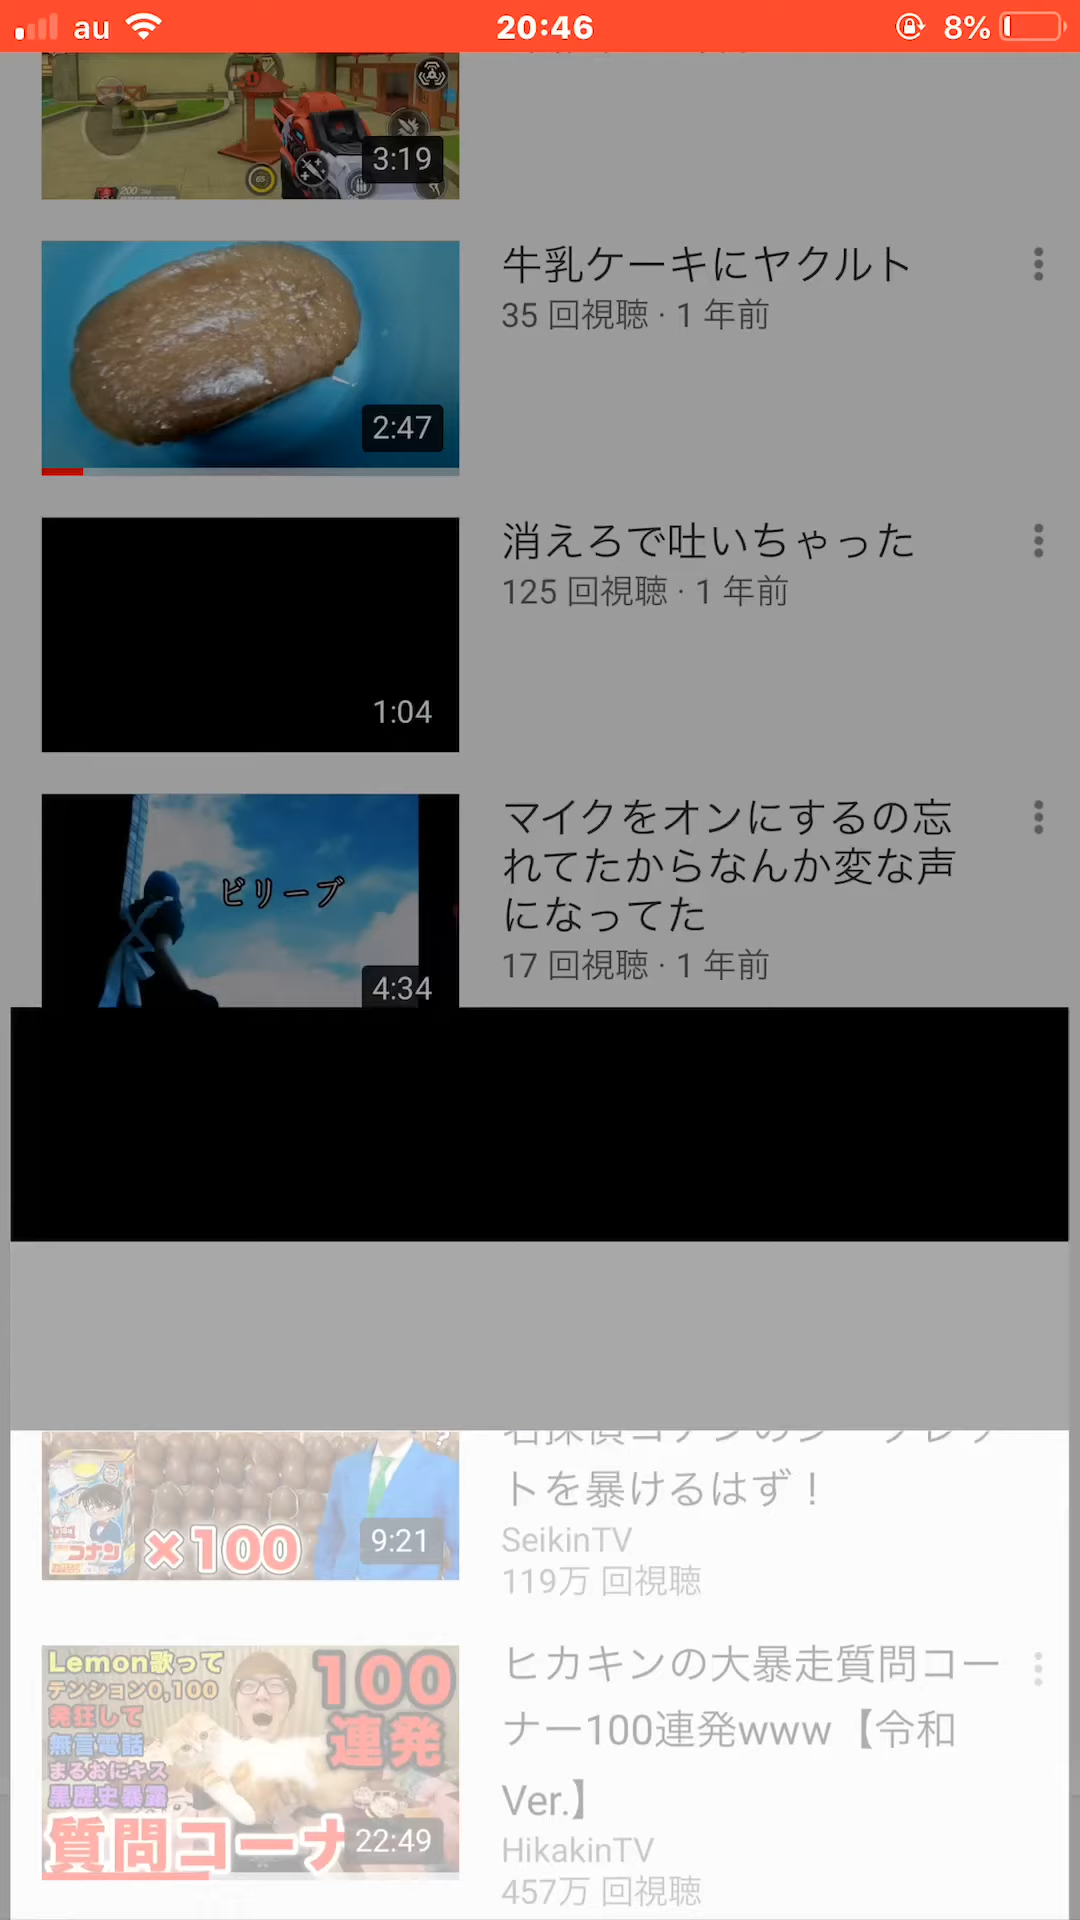 au 20:46 8%
200
65
3:19
牛乳ケーキにヤクルト
35 回視聴 · 1 年前
2:47
消えろで吐いちゃった
125 回視聴 · 1 年前
1:04
マイクをオンにするの忘
れてたからなんか変な声
になってた
17 回視聴 · 1 年前
ビリーブ
4:34
トを暴けるはず！
SeikinTV
119万 回視聴
コナン
×100
9:21
ヒカキンの大暴走質問コー
ナー100連発www【令和
Ver.】
HikakinTV
457万 回視聴
Lemon歌って
テンション0,100
発狂して
無言電話
まるおにキス
黒歴史暴露
100
連発
質問コーナ
22:49